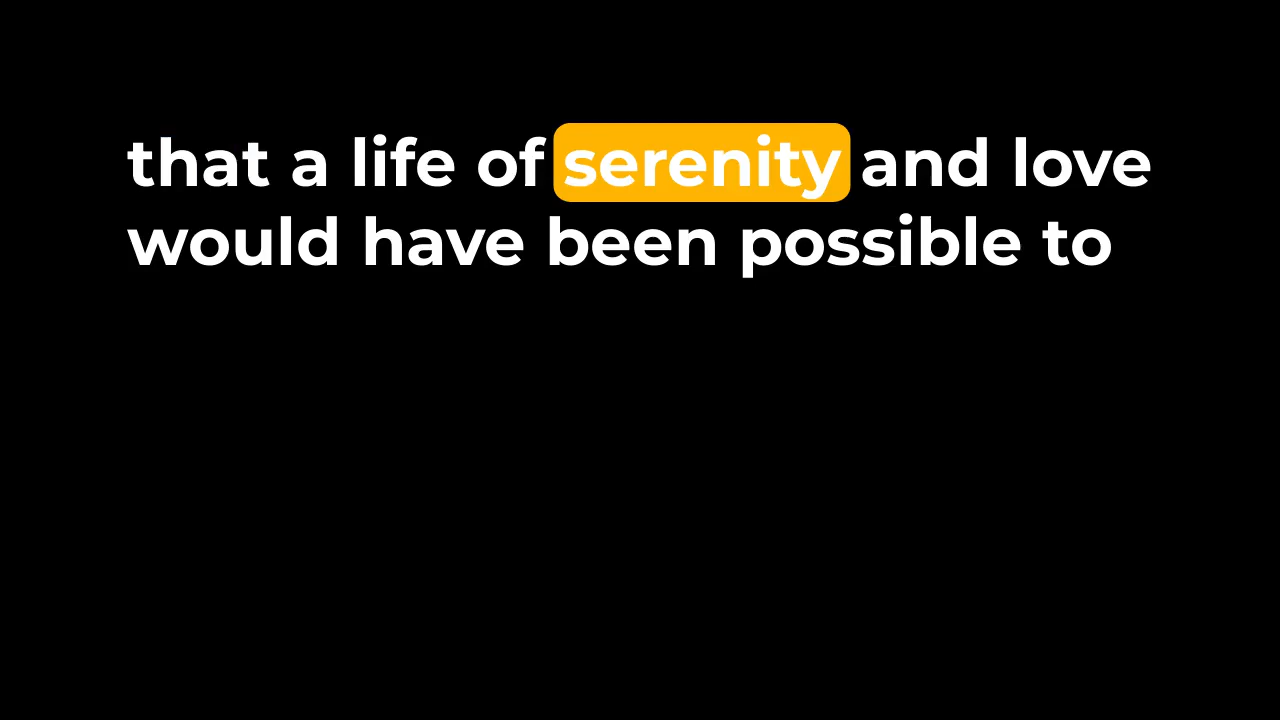 that a life of serenity and love
would have been possible to